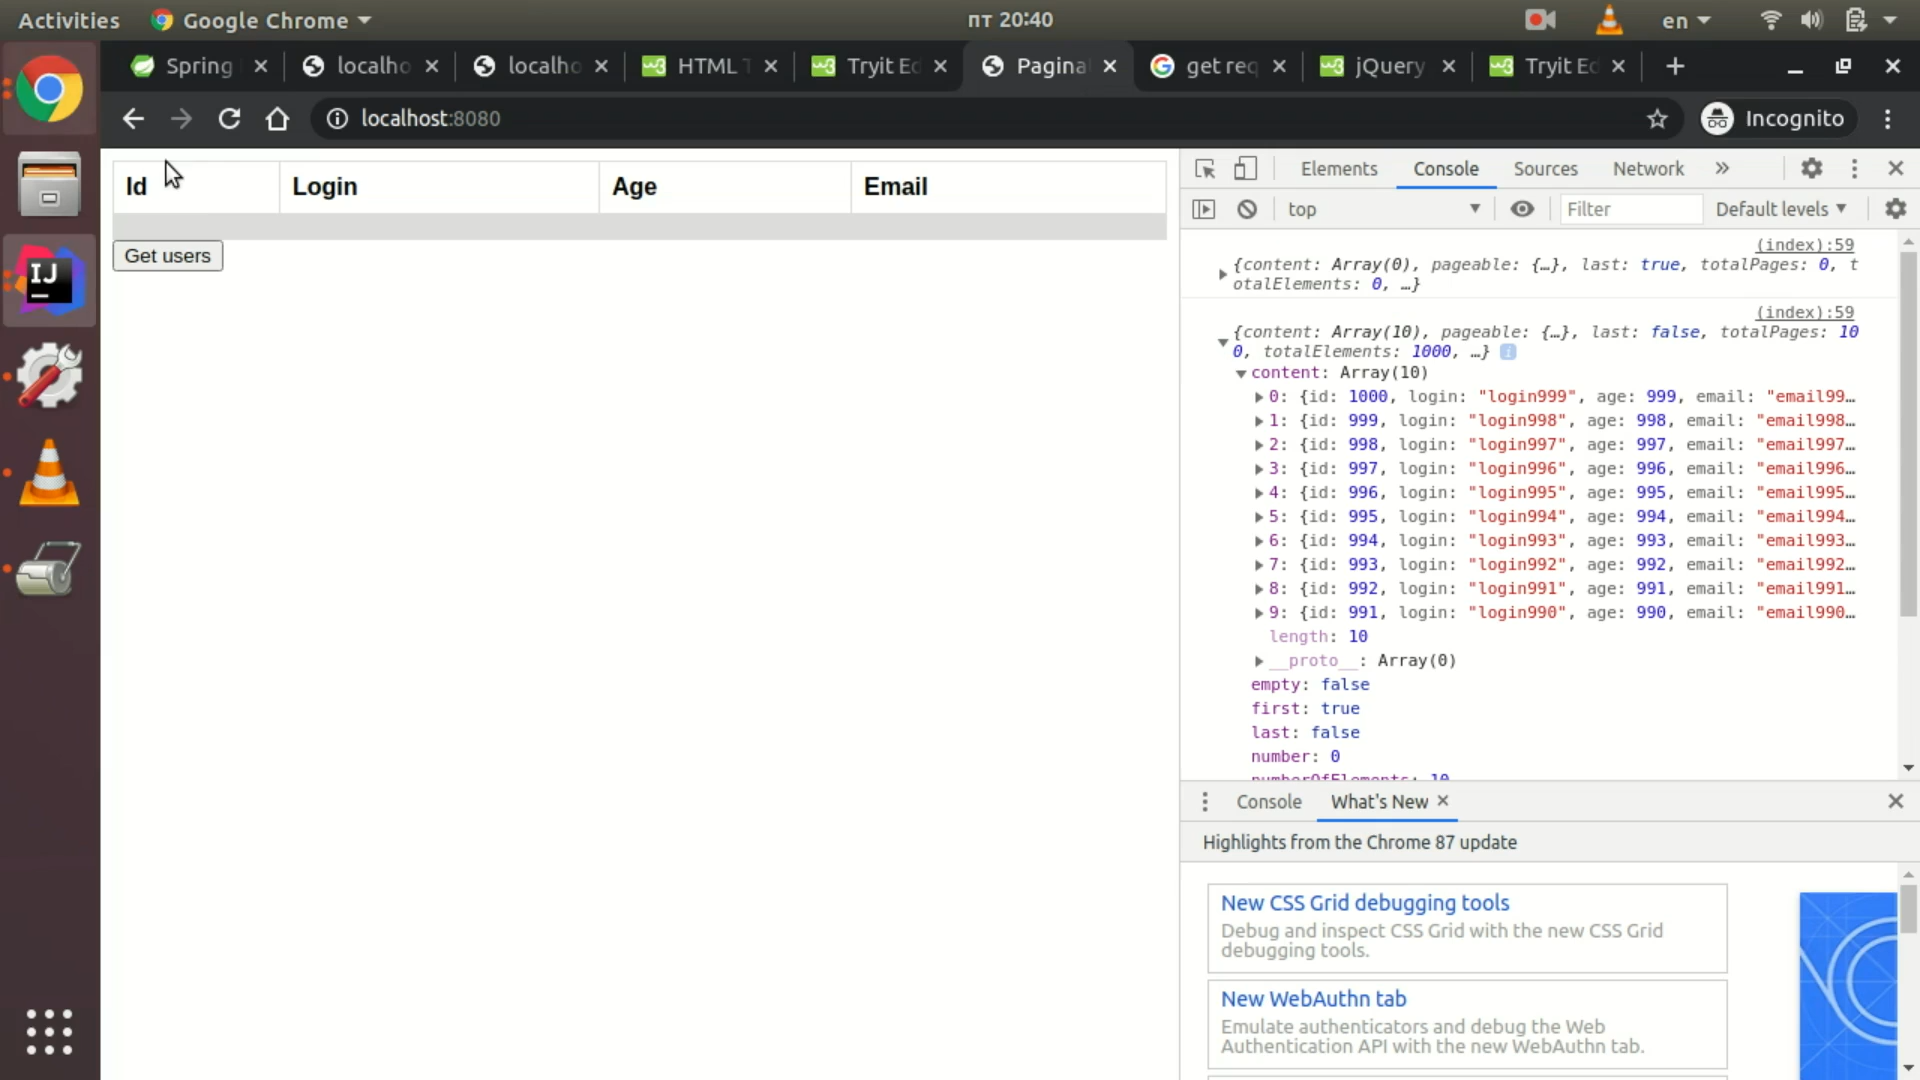 Activities Google Chrome пт 20:40 en
Spring localho localho HTML T Tryit Ed Pagina get req jQuery Tryit Ed
localhost:8080 Incognito
Id Login Age Email
Get users
Elements Console Sources Network
top Filter Default levels
(index):59
{content: Array(0), pageable: {…}, last: true, totalPages: 0, t
otalElements: 0, …}
(index):59
{content: Array(10), pageable: {…}, last: false, totalPages: 10
0, totalElements: 1000, …} i
content: Array(10)
0: {id: 1000, login: "login999", age: 999, email: "email99…
1: {id: 999, login: "login998", age: 998, email: "email998…
2: {id: 998, login: "login997", age: 997, email: "email997…
3: {id: 997, login: "login996", age: 996, email: "email996…
4: {id: 996, login: "login995", age: 995, email: "email995…
5: {id: 995, login: "login994", age: 994, email: "email994…
6: {id: 994, login: "login993", age: 993, email: "email993…
7: {id: 993, login: "login992", age: 992, email: "email992…
8: {id: 992, login: "login991", age: 991, email: "email991…
9: {id: 991, login: "login990", age: 990, email: "email990…
length: 10
__proto__: Array(0)
empty: false
first: true
last: false
number: 0
numberOfElements: 10
Console What's New
Highlights from the Chrome 87 update
New CSS Grid debugging tools
Debug and inspect CSS Grid with the new CSS Grid
debugging tools.
New WebAuthn tab
Emulate authenticators and debug the Web
Authentication API with the new WebAuthn tab.
IJ